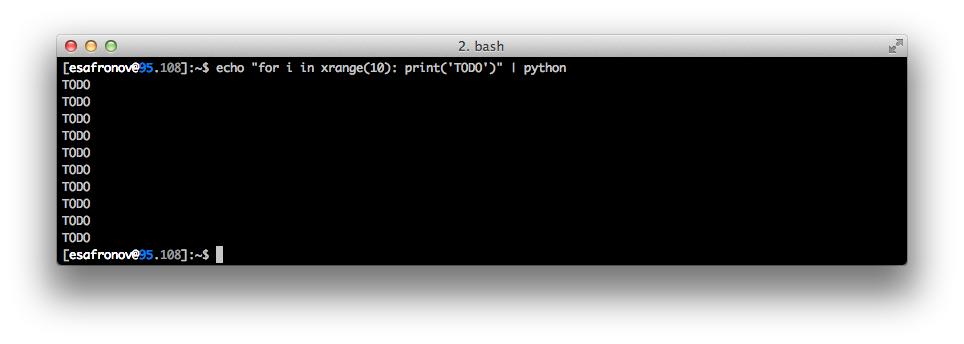 2. bash
[esafronov@95.108]:~$ echo "for i in xrange(10): print('TODO')" | python
TODO
TODO
TODO
TODO
TODO
TODO
TODO
TODO
TODO
TODO
[esafronov@95.108]:~$